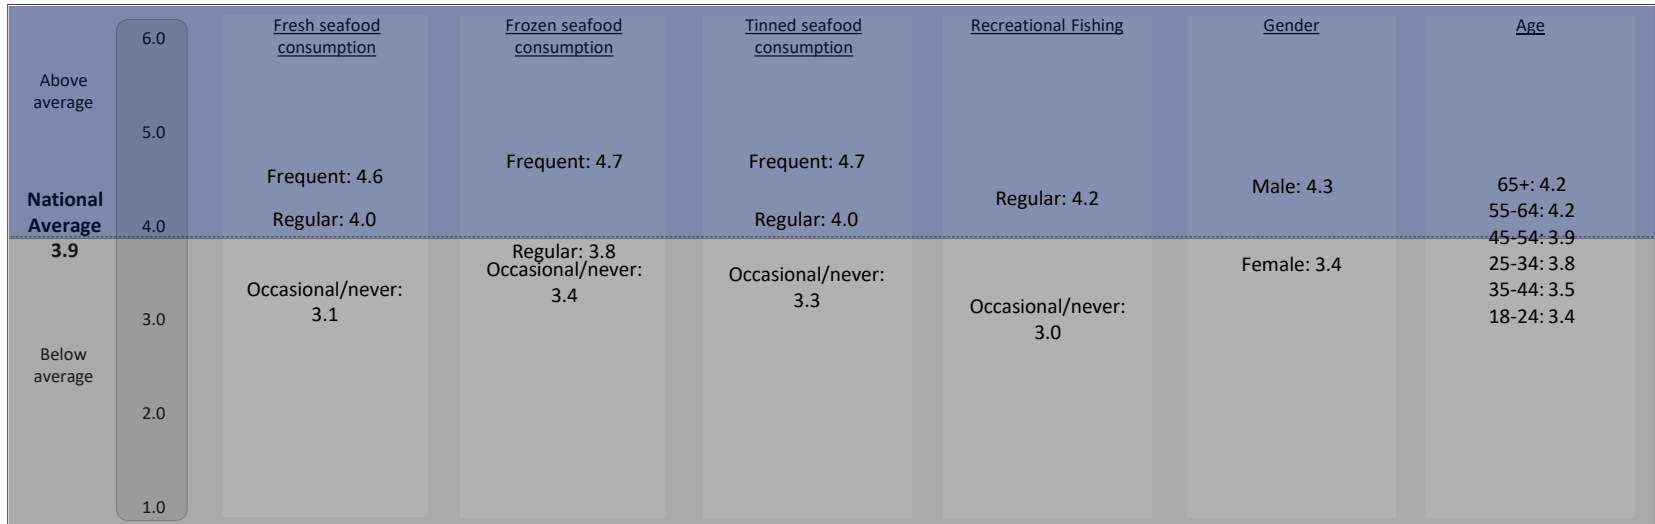 Above
average
National
Average
3.9
Below
average
6.0
5.0
4.0
3.0
2.0
1.0
Fresh seafood
consumption
Frequent: 4.6
Regular: 4.0
Occasional/never:
3.1
Frozen seafood
consumption
Frequent: 4.7
Regular: 3.8
Occasional/never:
3.4
Tinned seafood
consumption
Frequent: 4.7
Regular: 4.0
Occasional/never:
3.3
Recreational Fishing
Regular: 4.2
Occasional/never:
3.0
Gender
Male: 4.3
Female: 3.4
Age
65+: 4.2
55-64: 4.2
45-54: 3.9
25-34: 3.8
35-44: 3.5
18-24: 3.4